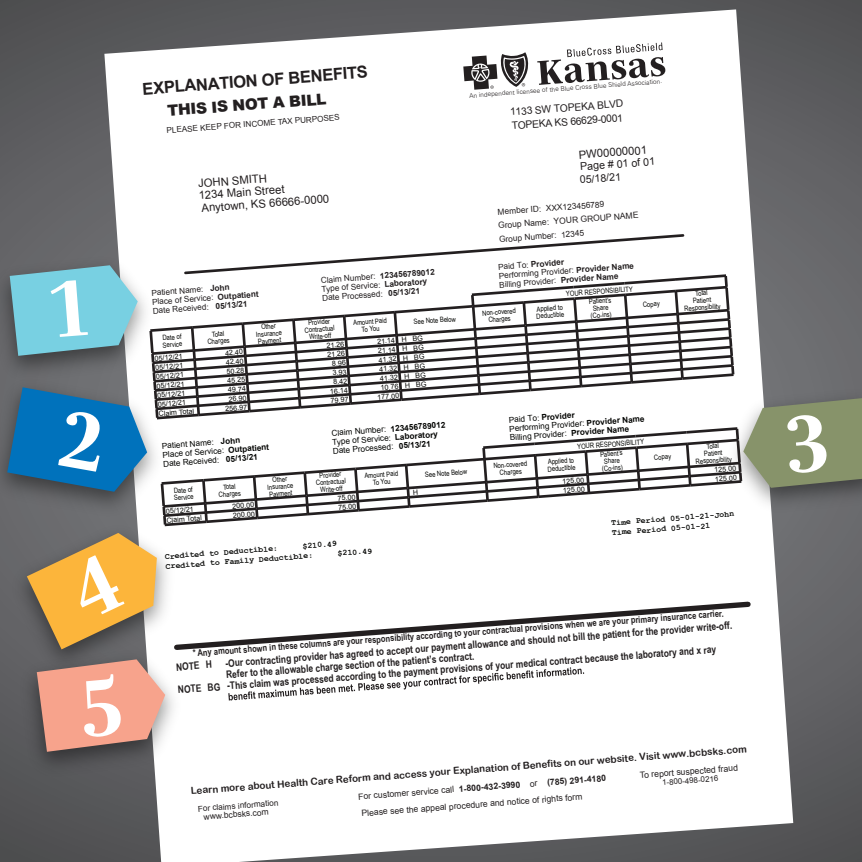 EXPLANATION OF BENEFITS
THIS IS NOT A BILL
PLEASE KEEP FOR INCOME TAX PURPOSES
BlueCross BlueShield
Kansas
An independent licensee of the Blue Cross Blue Shield Association.
1133 SW TOPEKA BLVD
TOPEKA KS 66629-0001
JOHN SMITH
1234 Main Street
Anytown, KS 66666-0000
PW00000001
Page # 01 of 01
05/18/21
Member ID: XXX123456789
Group Name: YOUR GROUP NAME
Group Number: 12345
1
Patient Name: John
Place of Service: Outpatient
Date Received: 05/13/21
Claim Number: 123456789012
Type of Service: Laboratory
Date Processed: 05/13/21
Paid To: Provider
Performing Provider: Provider Name
Billing Provider: Provider Name
YOUR RESPONSIBILITY
Date of Service Total Charges Other Insurance Payment Provider Contractual Write-off Amount Paid To You See Note Below Non-covered Charges Applied to Deductible Patient's Share (Co-ins) Copay Total Patient Responsibility
05/12/21 42.40 21.26 21.14 H BG
05/12/21 42.40 21.26 21.14 H BG
05/12/21 50.28 8.96 41.32 H BG
05/12/21 45.25 3.93 41.32 H BG
05/12/21 49.74 8.42 41.32 H BG
05/12/21 26.90 16.14 10.76 H BG
Claim Total 256.97 79.97 177.00
2
Patient Name: John
Place of Service: Outpatient
Date Received: 05/13/21
Claim Number: 123456789012
Type of Service: Laboratory
Date Processed: 05/13/21
Paid To: Provider
Performing Provider: Provider Name
Billing Provider: Provider Name
3
YOUR RESPONSIBILITY
Date of Service Total Charges Other Insurance Payment Provider Contractual Write-off Amount Paid To You See Note Below Non-covered Charges Applied to Deductible Patient's Share (Co-ins) Copay Total Patient Responsibility
05/12/21 200.00 75.00 H 125.00 125.00
Claim Total 200.00 75.00 125.00 125.00
4
Credited to Deductible: $210.49
Credited to Family Deductible: $210.49
Time Period 05-01-21-John
Time Period 05-01-21
5
* Any amount shown in these columns are your responsibility according to your contractual provisions when we are your primary insurance carrier.
NOTE H -Our contracting provider has agreed to accept our payment allowance and should not bill the patient for the provider write-off.
Refer to the allowable charge section of the patient's contract.
NOTE BG -This claim was processed according to the payment provisions of your medical contract because the laboratory and x ray
benefit maximum has been met. Please see your contract for specific benefit information.
Learn more about Health Care Reform and access your Explanation of Benefits on our website. Visit www.bcbsks.com
For claims information
www.bcbsks.com
For customer service call 1-800-432-3990 or (785) 291-4180
Please see the appeal procedure and notice of rights form
To report suspected fraud
1-800-498-0216